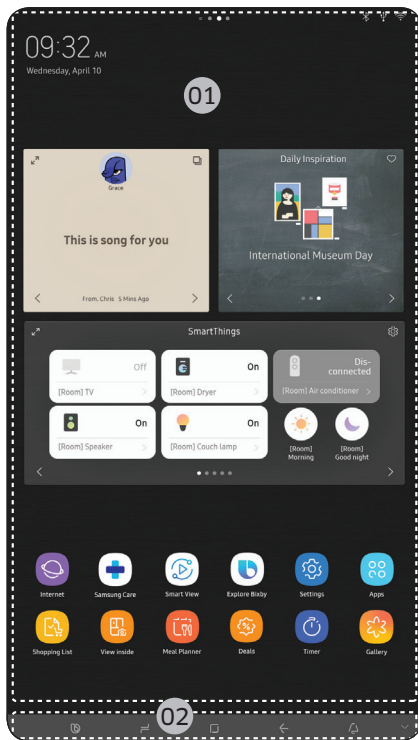 09:32 AM
Wednesday, April 10
01
Grace
This is song for you
From. Chris 5 Mins Ago
Daily Inspiration
International Museum Day
SmartThings
Off
[Room] TV
On
[Room] Dryer
Dis-
connected
[Room] Air conditioner
On
[Room] Speaker
On
[Room] Couch lamp
[Room]
Morning
[Room]
Good night
Internet
Samsung Care
Smart View
Explore Bixby
Settings
Apps
Shopping List
View inside
Meal Planner
Deals
Timer
Gallery
02